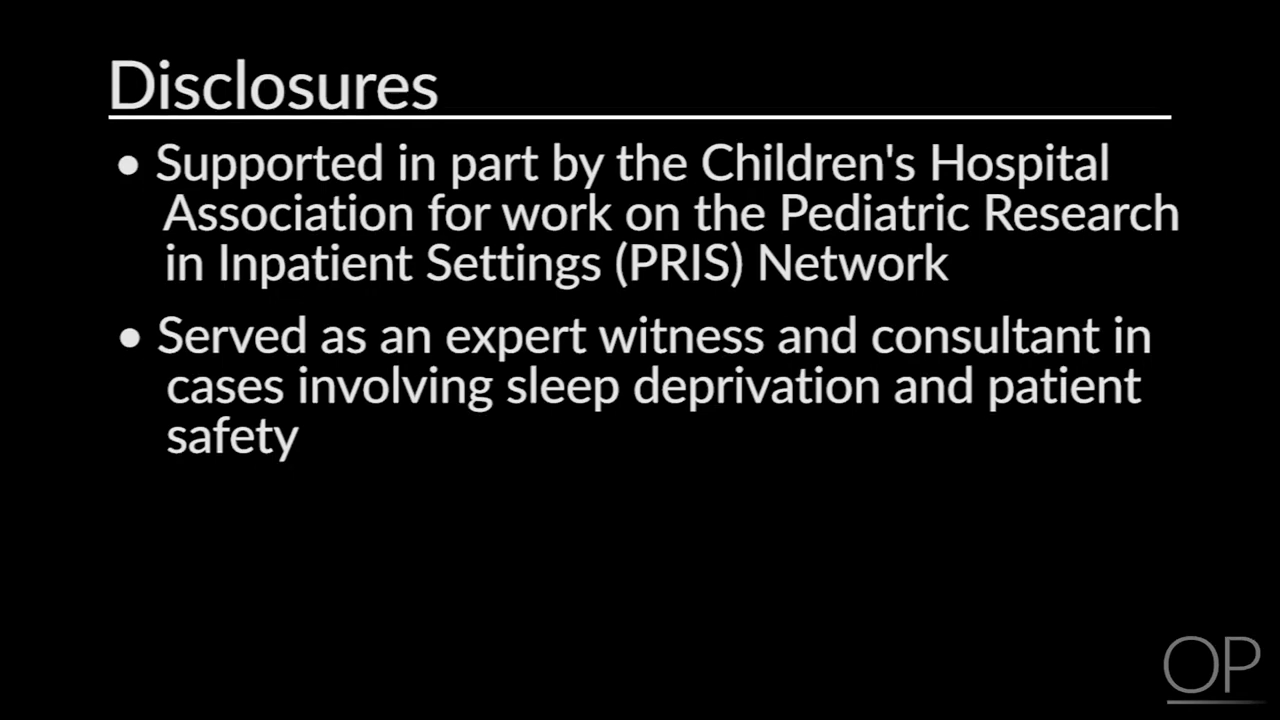 Disclosures
• Supported in part by the Children's Hospital
Association for work on the Pediatric Research
in Inpatient Settings (PRIS) Network
• Served as an expert witness and consultant in
cases involving sleep deprivation and patient
safety
OP